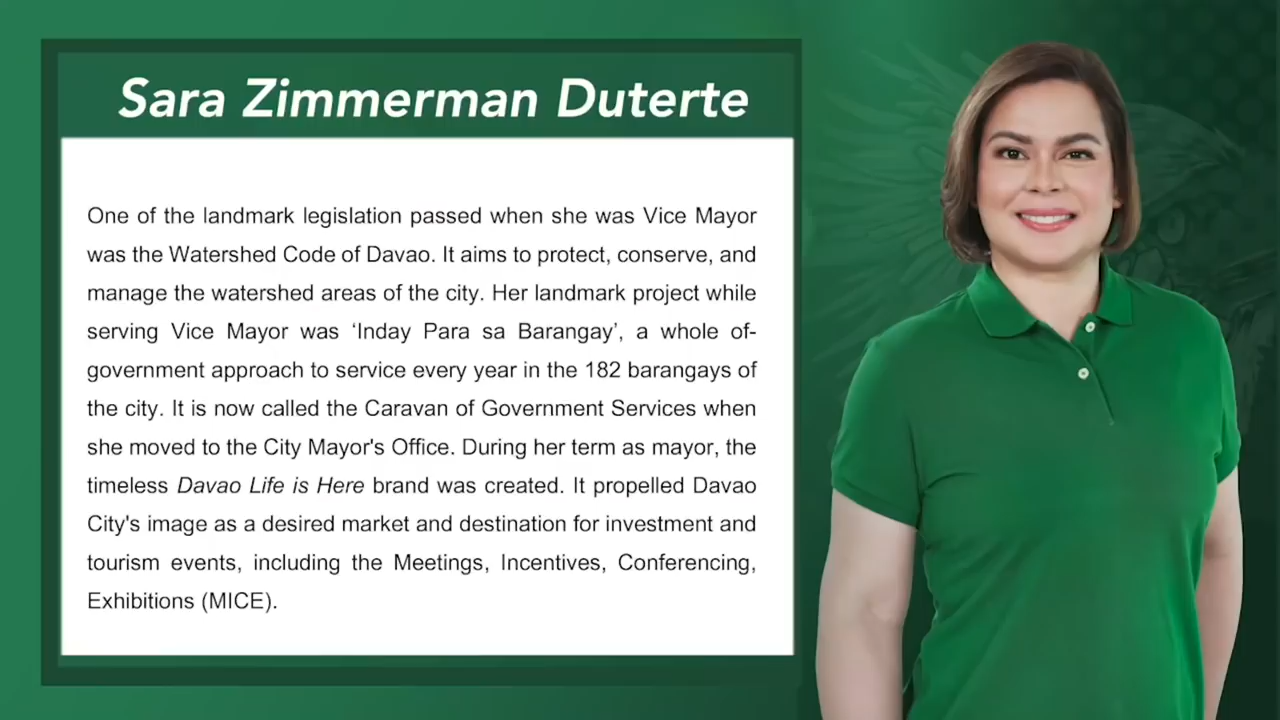 Sara Zimmerman Duterte
One of the landmark legislation passed when she was Vice Mayor
was the Watershed Code of Davao. It aims to protect, conserve, and
manage the watershed areas of the city. Her landmark project while
serving Vice Mayor was ‘Inday Para sa Barangay’, a whole of-
government approach to service every year in the 182 barangays of
the city. It is now called the Caravan of Government Services when
she moved to the City Mayor's Office. During her term as mayor, the
timeless Davao Life is Here brand was created. It propelled Davao
City's image as a desired market and destination for investment and
tourism events, including the Meetings, Incentives, Conferencing,
Exhibitions (MICE).